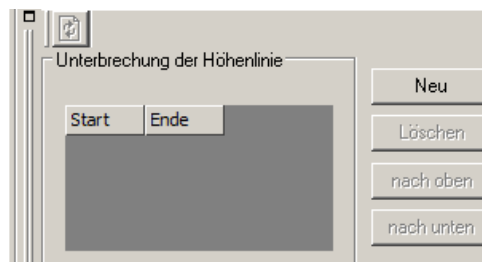 Unterbrechung der Höhenlinie
Start Ende
Neu
Löschen
nach oben
nach unten